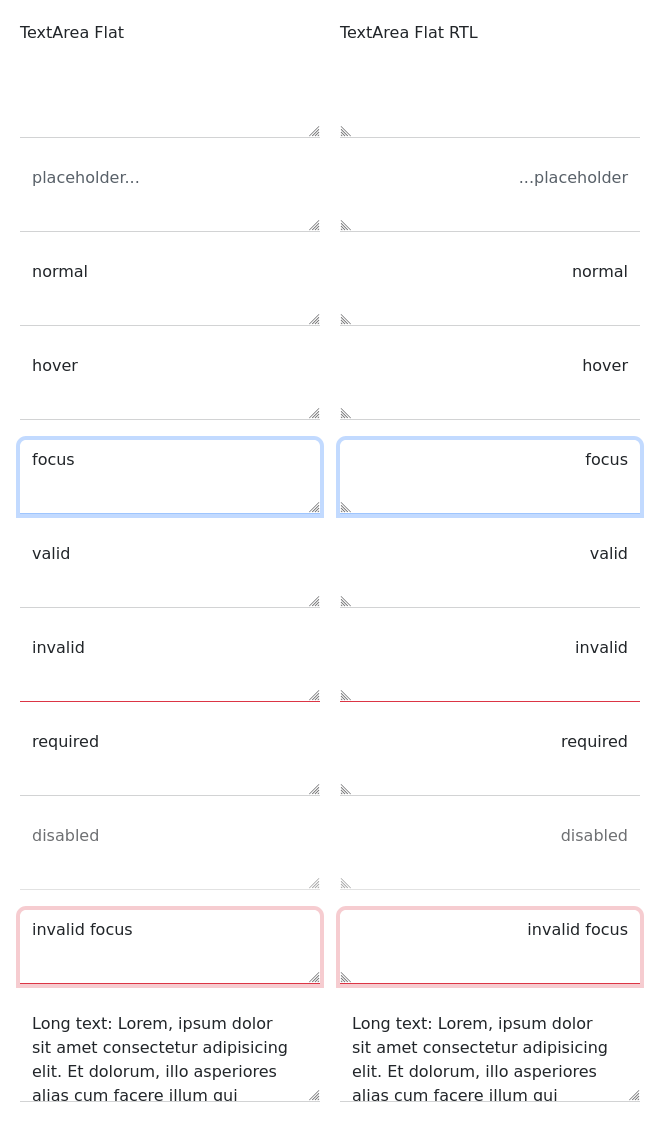 TextArea Flat
TextArea Flat RTL
placeholder...
...placeholder
normal
normal
hover
hover
focus
focus
valid
valid
invalid
invalid
required
required
disabled
disabled
invalid focus
invalid focus
Long text: Lorem, ipsum dolor
sit amet consectetur adipisicing
elit. Et dolorum, illo asperiores
alias cum facere illum qui
Long text: Lorem, ipsum dolor
sit amet consectetur adipisicing
elit. Et dolorum, illo asperiores
alias cum facere illum qui